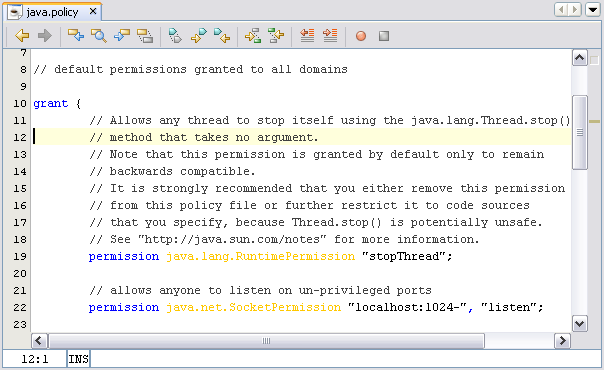 java.policy
7
8 // default permissions granted to all domains
9
10 grant {
11 // Allows any thread to stop itself using the java.lang.Thread.stop()
12 // method that takes no argument.
13 // Note that this permission is granted by default only to remain
14 // backwards compatible.
15 // It is strongly recommended that you either remove this permission
16 // from this policy file or further restrict it to code sources
17 // that you specify, because Thread.stop() is potentially unsafe.
18 // See "http://java.sun.com/notes" for more information.
19 permission java.lang.RuntimePermission "stopThread";
20
21 // allows anyone to listen on un-privileged ports
22 permission java.net.SocketPermission "localhost:1024-", "listen";
23
12:1 INS